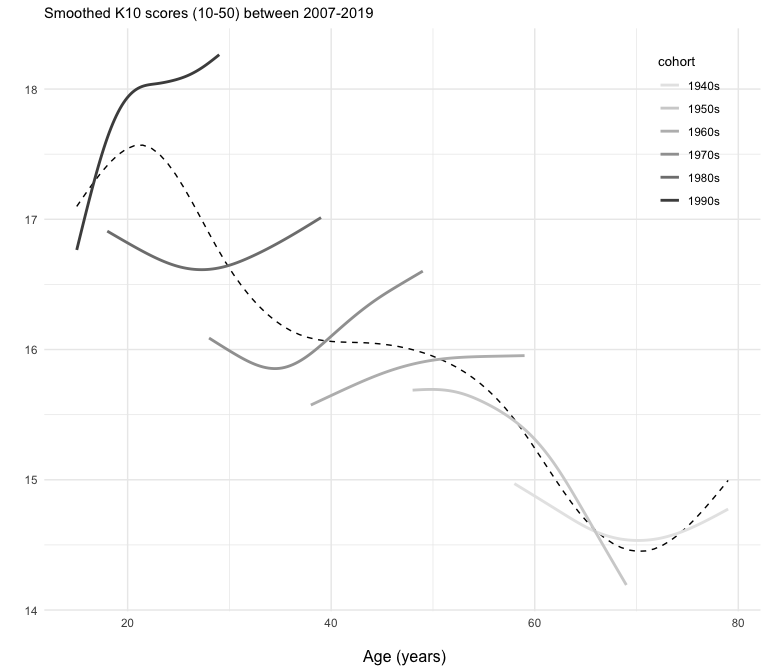 Smoothed K10 scores (10-50) between 2007-2019
cohort
1940s
1950s
1960s
1970s
1980s
1990s
18
17
16
15
14
20
40
60
80
Age (years)